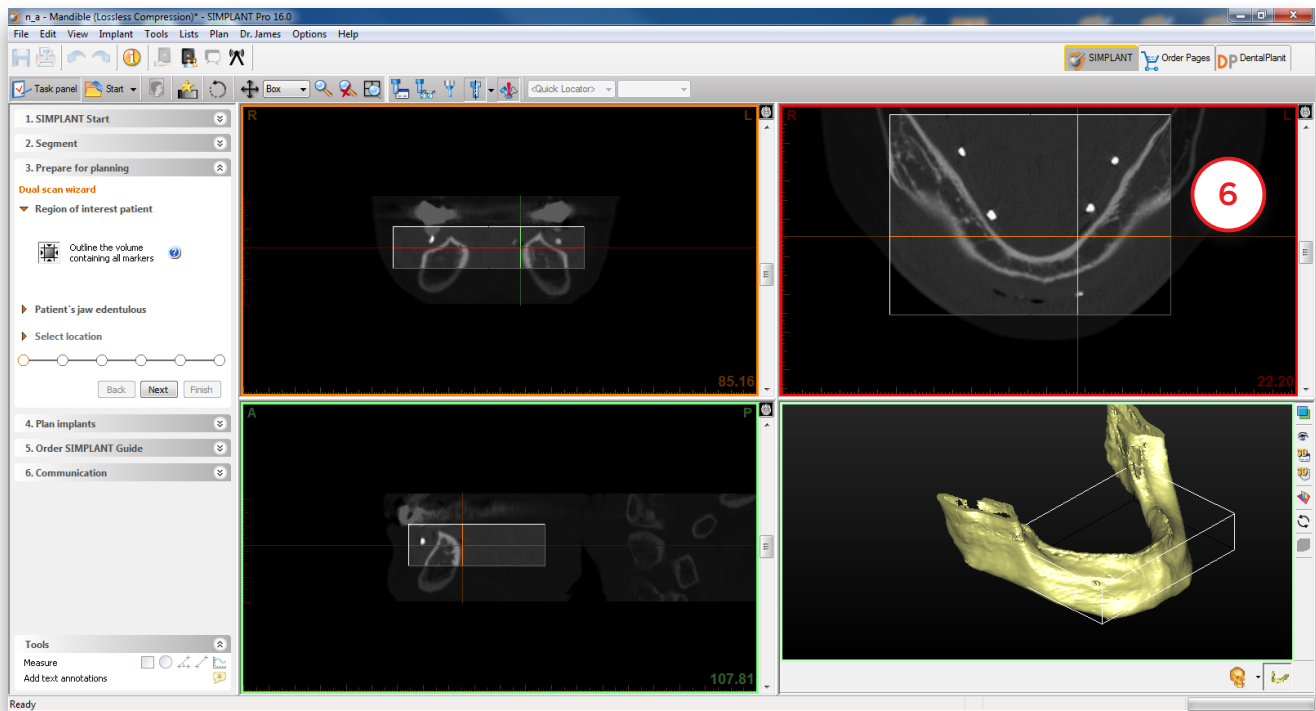 n_a - Mandible (Lossless Compression)* - SIMPLANT Pro 16.0
File Edit View Implant Tools Lists Plan Dr. James Options Help
SIMPLANT Order Pages DP DentalPlanit
Task panel Start Box <Quick Locator>
1. SIMPLANT Start
2. Segment
3. Prepare for planning
Dual scan wizard
Region of interest patient
Outline the volume
containing all markers
Patient`s jaw edentulous
Select location
Back Next Finish
4. Plan implants
5. Order SIMPLANT Guide
6. Communication
Tools
Measure
Add text annotations
Ready
R L
85.16
R L
6
22.20
A P
107.81
3D
3D